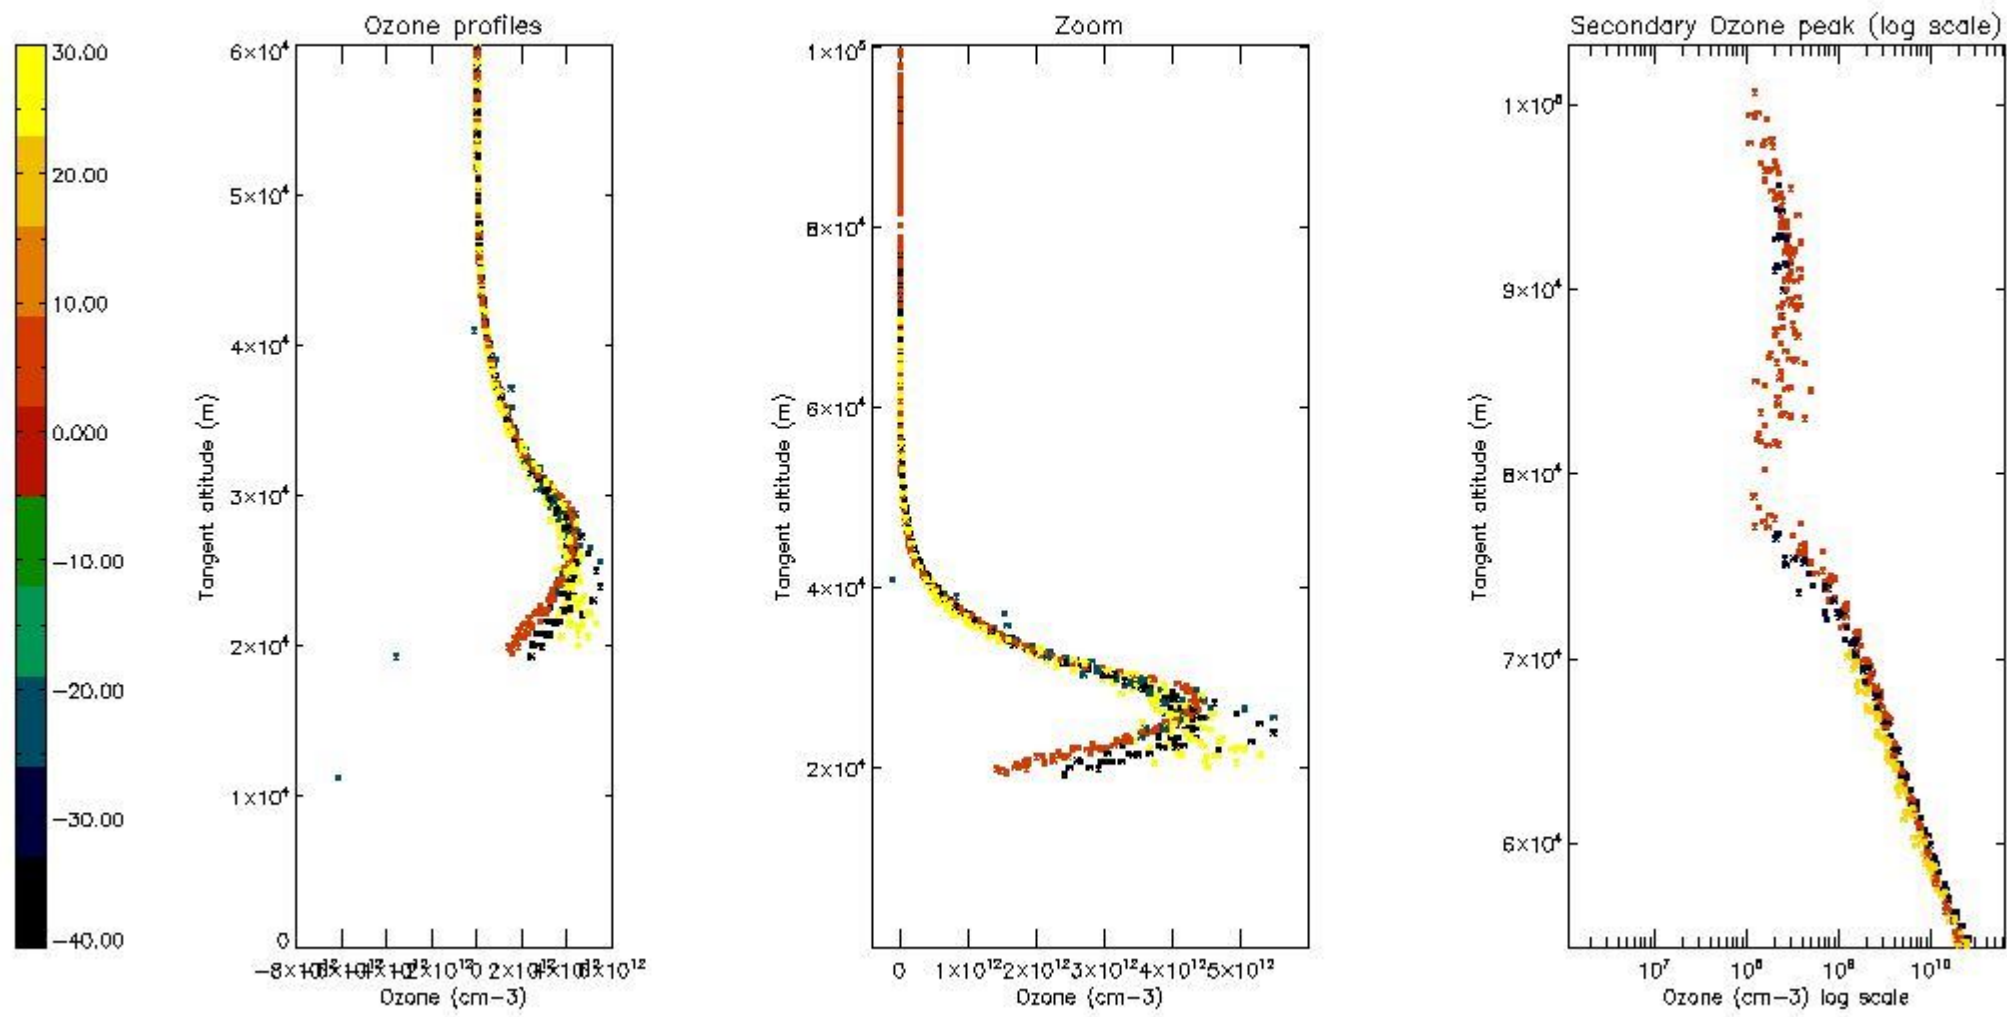 Ozone profiles
Zoom
Secondary Ozone peak (log scale)
30.00
20.00
10.00
0.000
−10.00
−20.00
−30.00
−40.00
6×10⁴
5×10⁴
4×10⁴
3×10⁴
2×10⁴
1×10⁴
0
Tangent altitude (m)
0
Ozone (cm−3)
1×10⁵
8×10⁴
6×10⁴
4×10⁴
2×10⁴
Tangent altitude (m)
0 1×10¹² 2×10¹² 3×10¹² 4×10¹² 5×10¹²
Ozone (cm−3)
9×10⁴
8×10⁴
7×10⁴
6×10⁴
Tangent altitude (m)
10⁷ 10⁹ 10¹⁰
Ozone (cm−3) log scale